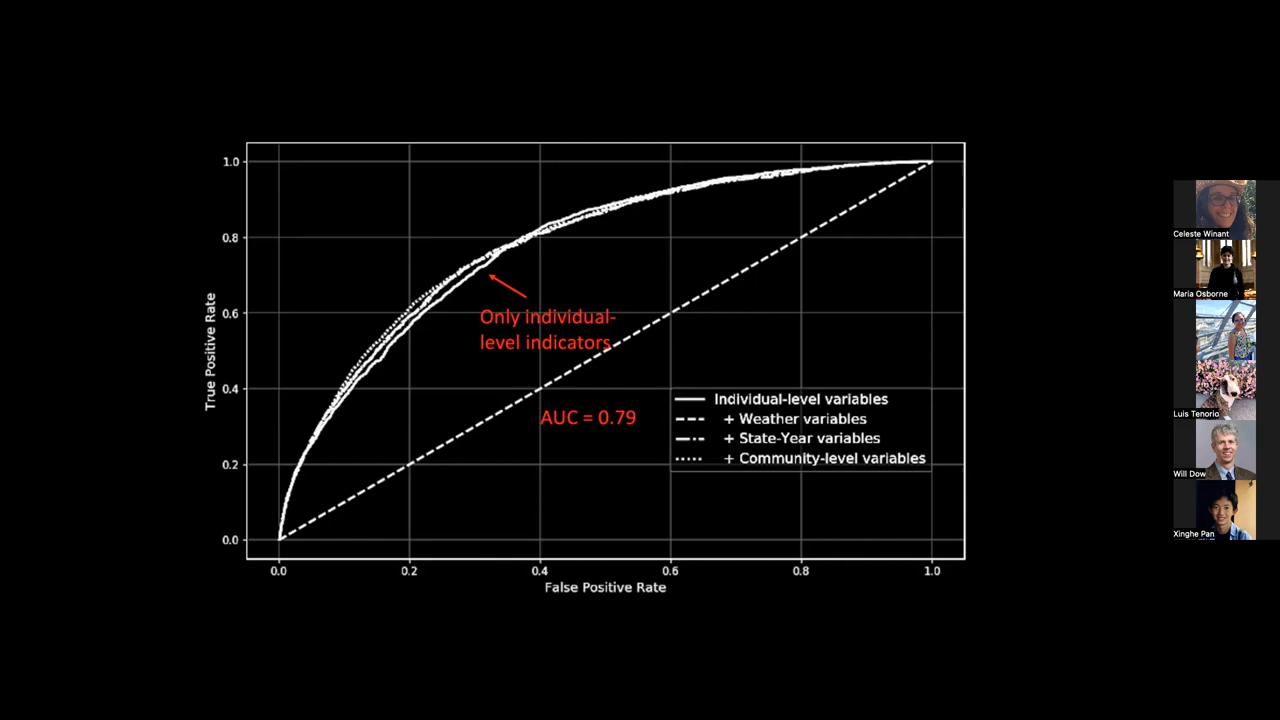 1.0
0.8
0.6
0.4
0.2
0.0
True Positive Rate
0.0 0.2 0.4 0.6 0.8 1.0
False Positive Rate
Only individual-
level indicators
AUC = 0.79
Individual-level variables
+ Weather variables
+ State-Year variables
+ Community-level variables
Celeste Winant
Maria Osborne
Luis Tenorio
Will Dow
Xinghe Pan